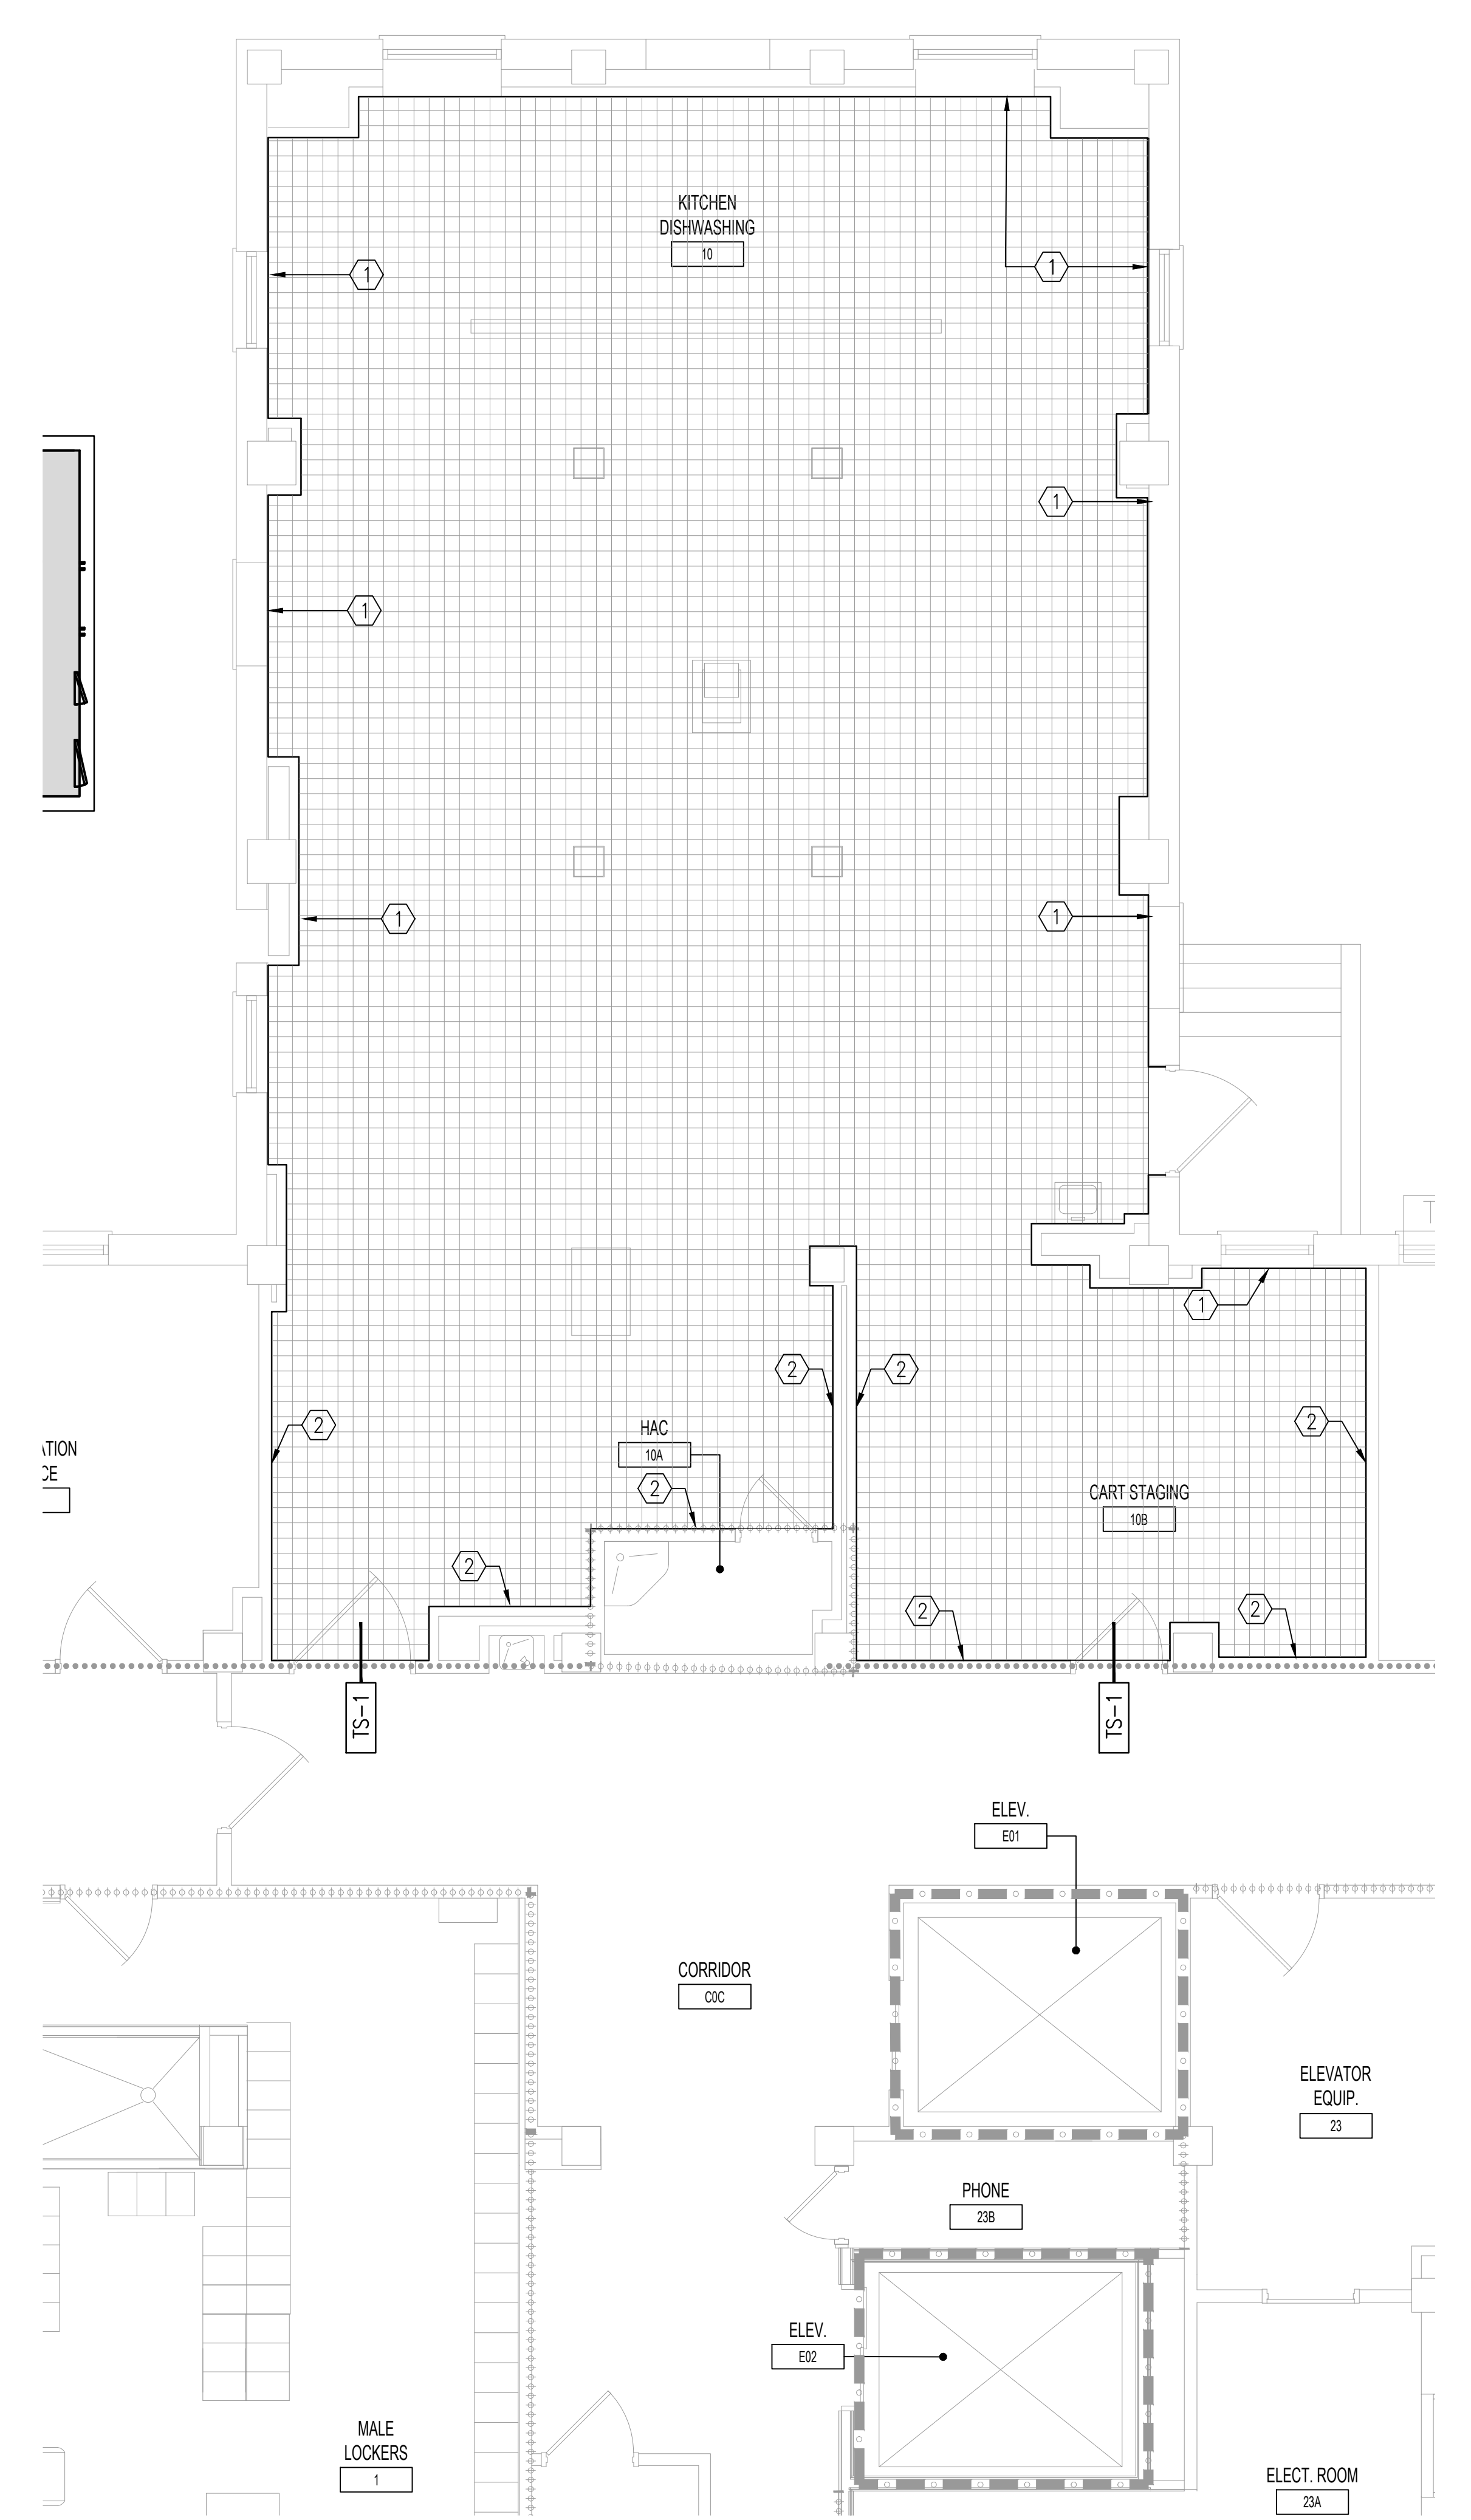 KITCHEN
DISHWASHING
10
1
1
1
1
1
1
1
2
2
2
2
HAC
10A
2
CART STAGING
10B
2
2
2
ATION
CE
TS-1
TS-1
ELEV.
E01
CORRIDOR
C0C
ELEVATOR
EQUIP.
23
PHONE
23B
ELEV.
E02
MALE
LOCKERS
1
ELECT. ROOM
23A